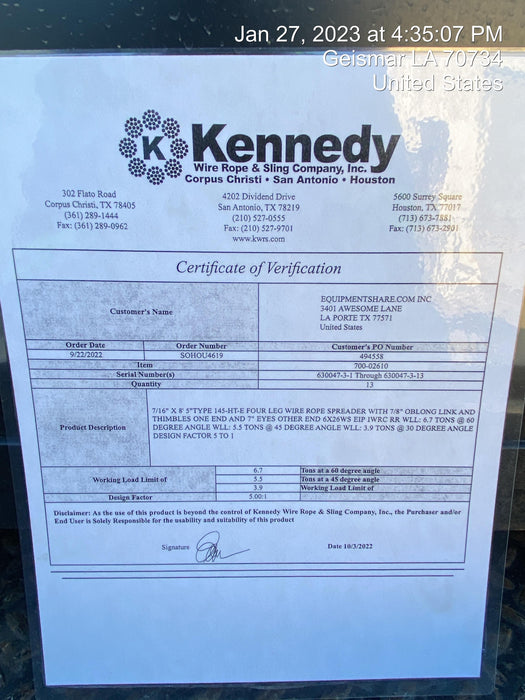 Jan 27, 2023 at 4:35:07 PM
Geismar LA 70734
United States
K Kennedy
Wire Rope & Sling Company, Inc.
Corpus Christi • San Antonio • Houston
302 Flato Road
Corpus Christi, TX 78405
(361) 289-1444
Fax: (361) 289-0962
4202 Dividend Drive
San Antonio, TX 78219
(210) 527-0555
Fax: (210) 527-9701
www.kwrs.com
5600 Surrey Square
Houston, TX 77017
(713) 673-7881
Fax: (713) 673-2901
Certificate of Verification
Customer's Name
EQUIPMENTSHARE.COM INC
3401 AWESOME LANE
LA PORTE TX 77571
United States
Order Date Order Number Customer's PO Number
9/22/2022 SOHOU4619 494558
Item 700-02610
Serial Number(s) 630047-3-1 Through 630047-3-13
Quantity 13
Product Description
7/16" X 8' 5"TYPE 145-HT-E FOUR LEG WIRE ROPE SPREADER WITH 7/8" OBLONG LINK AND
THIMBLES ONE END AND 7" EYES OTHER END 6X26WS EIP IWRC RR WLL: 6.7 TONS @ 60
DEGREE ANGLE WLL: 5.5 TONS @ 45 DEGREE ANGLE WLL: 3.9 TONS @ 30 DEGREE ANGLE
DESIGN FACTOR 5 TO 1
Working Load Limit of
6.7 Tons at a 60 degree angle
5.5 Tons at a 45 degree angle
3.9 Working Load Limit of
Design Factor 5.00:1
Disclaimer: As the use of this product is beyond the control of Kennedy Wire Rope & Sling Company, Inc., the Purchaser and/or
End User is Solely Responsible for the usability and suitability of this product
Signature
Date 10/3/2022